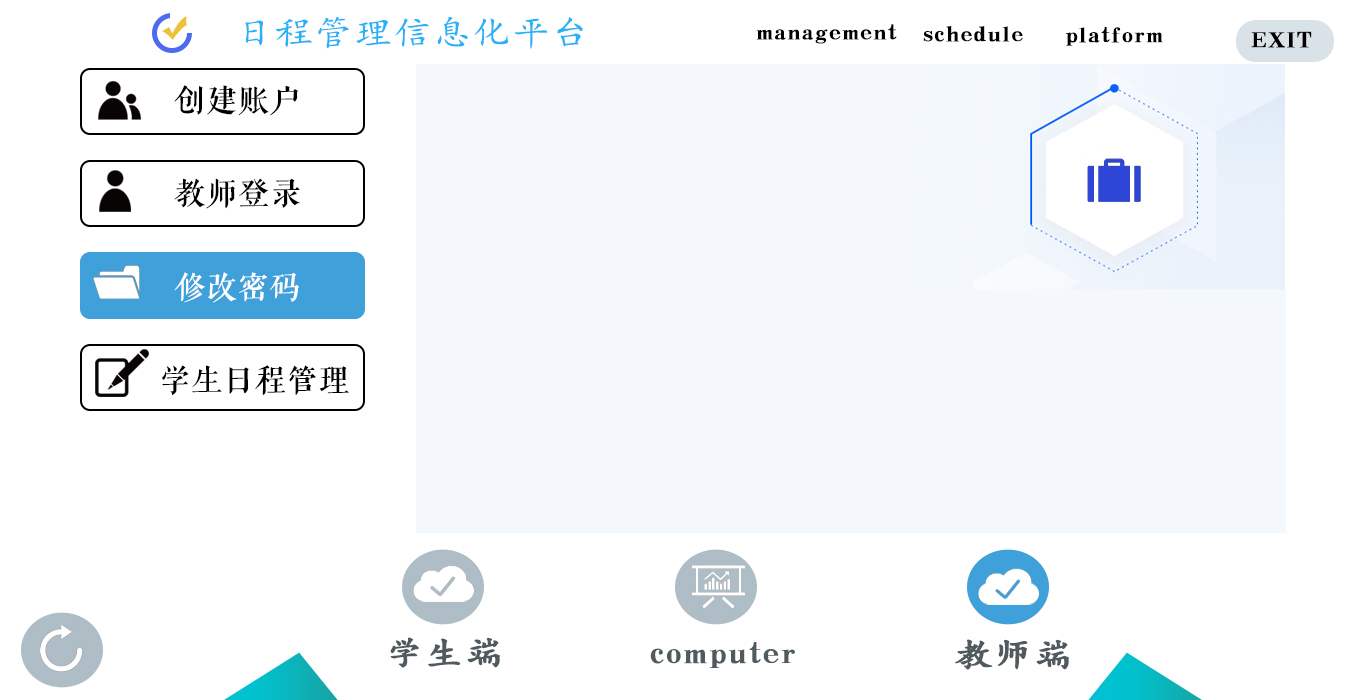 日程管理信息化平台
management schedule platform EXIT
创建账户
教师登录
修改密码
学生日程管理
学生端 computer 教师端